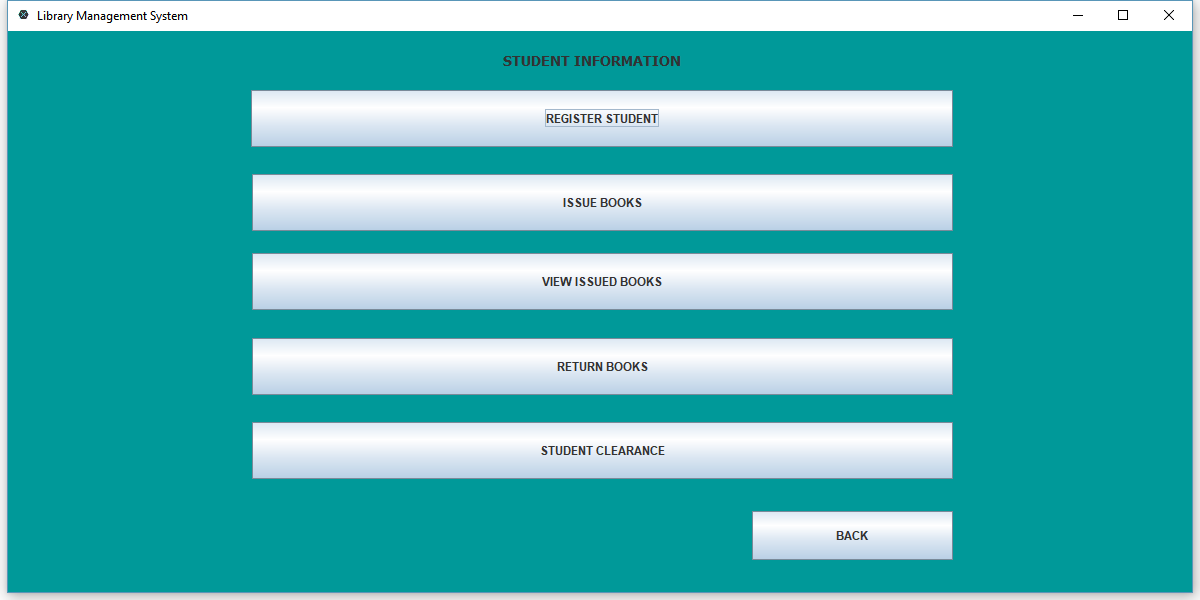 Library Management System
STUDENT INFORMATION
REGISTER STUDENT
ISSUE BOOKS
VIEW ISSUED BOOKS
RETURN BOOKS
STUDENT CLEARANCE
BACK